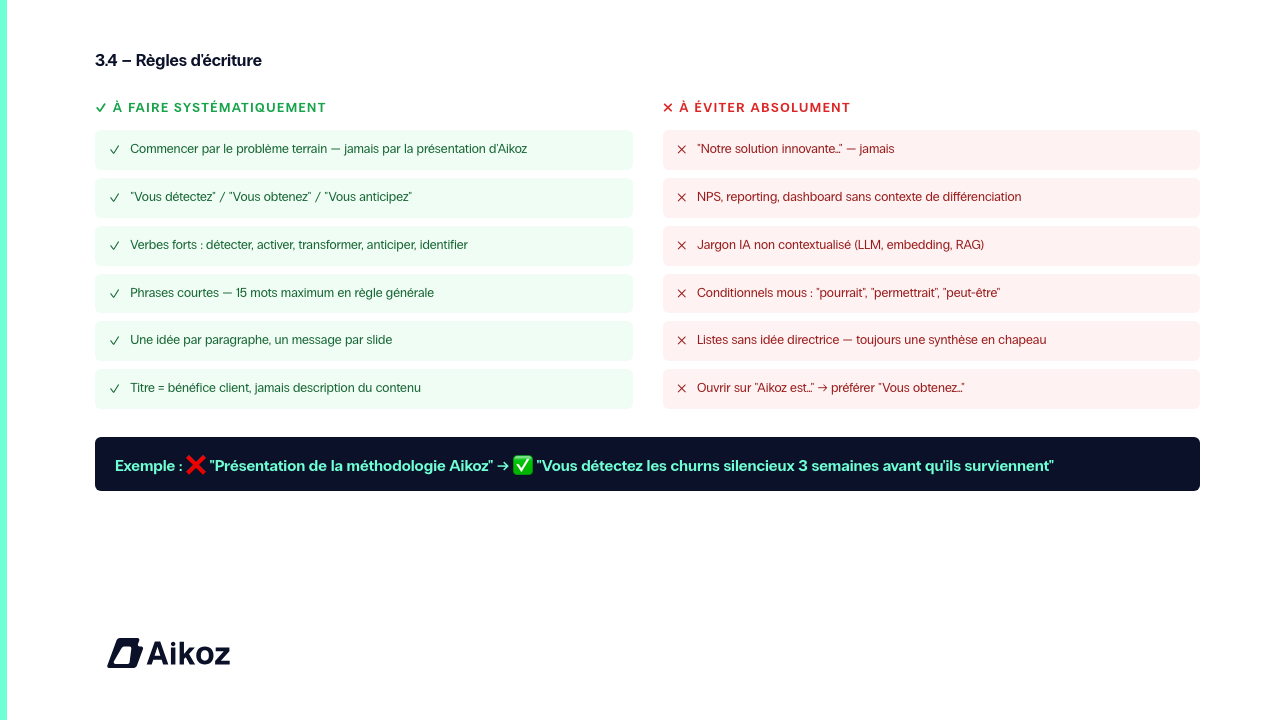 3.4 – Règles d'écriture
✓ À FAIRE SYSTÉMATIQUEMENT
✓ Commencer par le problème terrain — jamais par la présentation d'Aikoz
✓ "Vous détectez" / "Vous obtenez" / "Vous anticipez"
✓ Verbes forts : détecter, activer, transformer, anticiper, identifier
✓ Phrases courtes — 15 mots maximum en règle générale
✓ Une idée par paragraphe, un message par slide
✓ Titre = bénéfice client, jamais description du contenu
✕ À ÉVITER ABSOLUMENT
✕ "Notre solution innovante..." — jamais
✕ NPS, reporting, dashboard sans contexte de différenciation
✕ Jargon IA non contextualisé (LLM, embedding, RAG)
✕ Conditionnels mous : "pourrait", "permettrait", "peut-être"
✕ Listes sans idée directrice — toujours une synthèse en chapeau
✕ Ouvrir sur "Aikoz est..." → préférer "Vous obtenez..."
Exemple : ❌ "Présentation de la méthodologie Aikoz" → ✅ "Vous détectez les churns silencieux 3 semaines avant qu'ils surviennent"
Aikoz